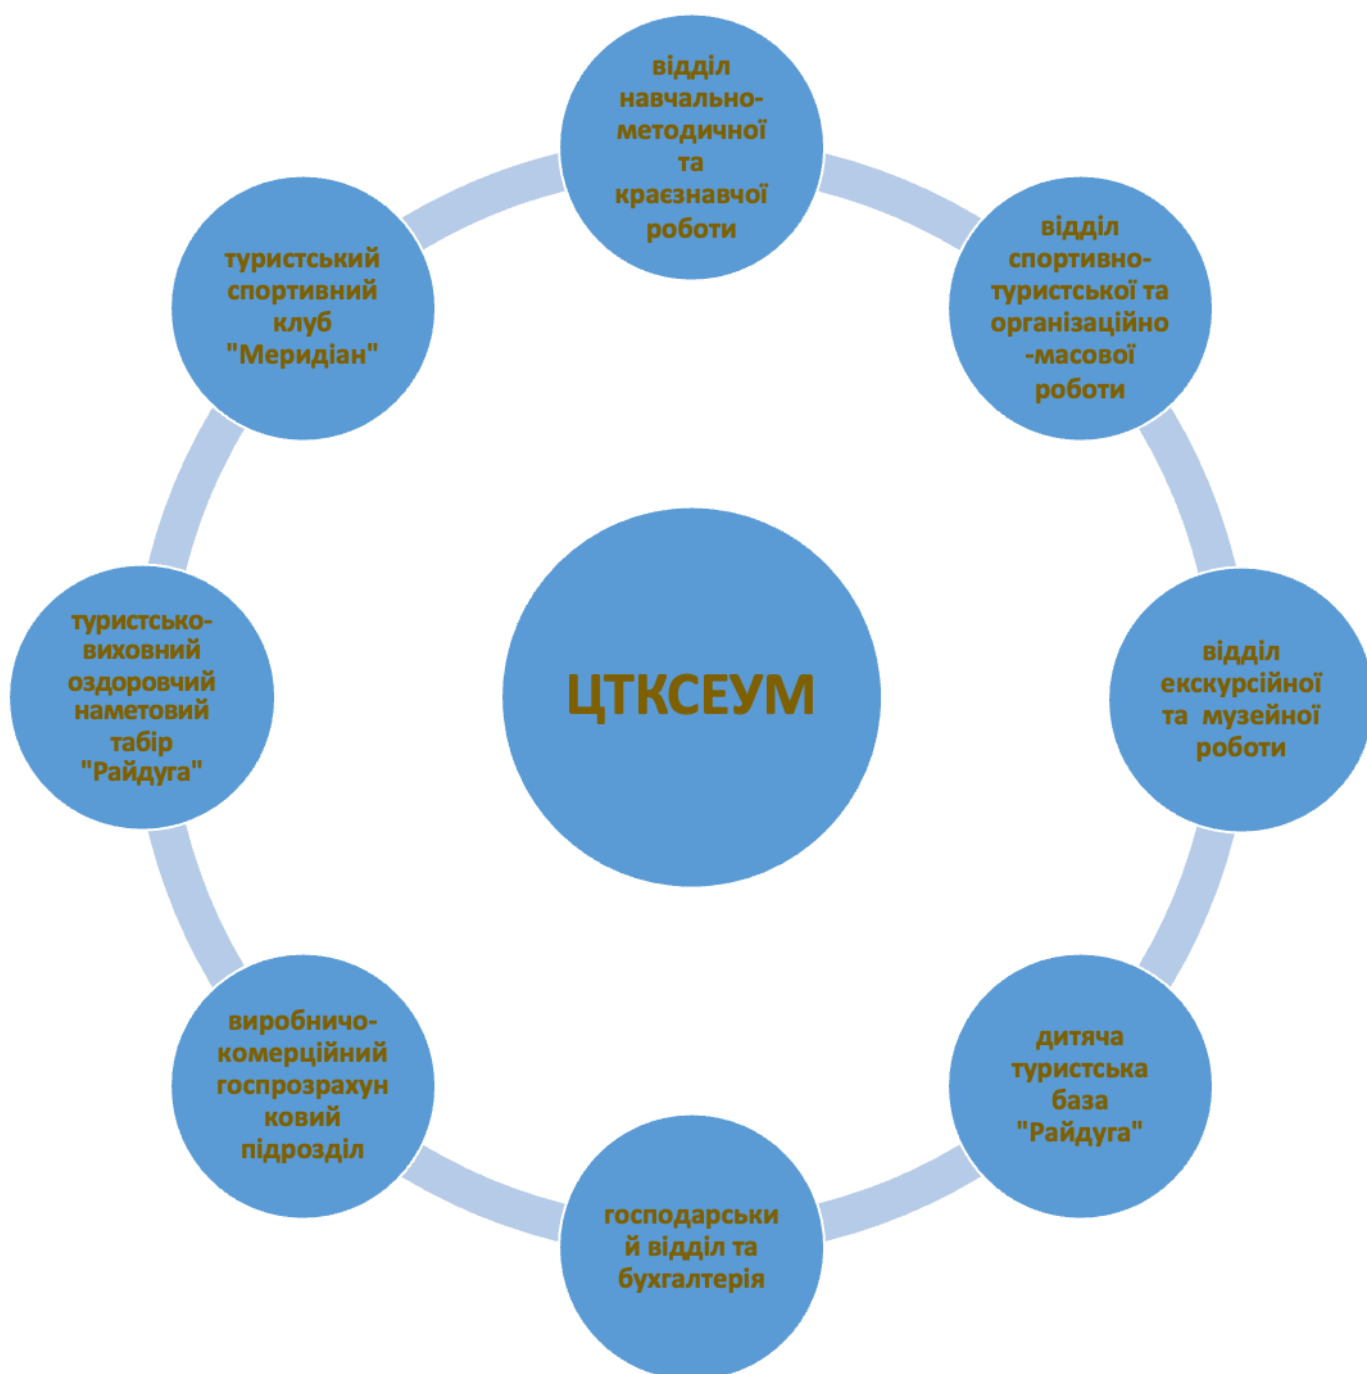 відділ
навчально-
методичної
та
краєзнавчої
роботи
відділ
спортивно-
туристської та
організаційно
-масової
роботи
відділ
екскурсійної
та музейної
роботи
дитяча
туристська
база
"Райдуга"
господарськи
й відділ та
бухгалтерія
виробничо-
комерційний
госпрозрахун
ковий
підрозділ
туристсько-
виховний
оздоровчий
наметовий
табір
"Райдуга"
туристський
спортивний
клуб
"Меридіан"
ЦТКСЕУМ